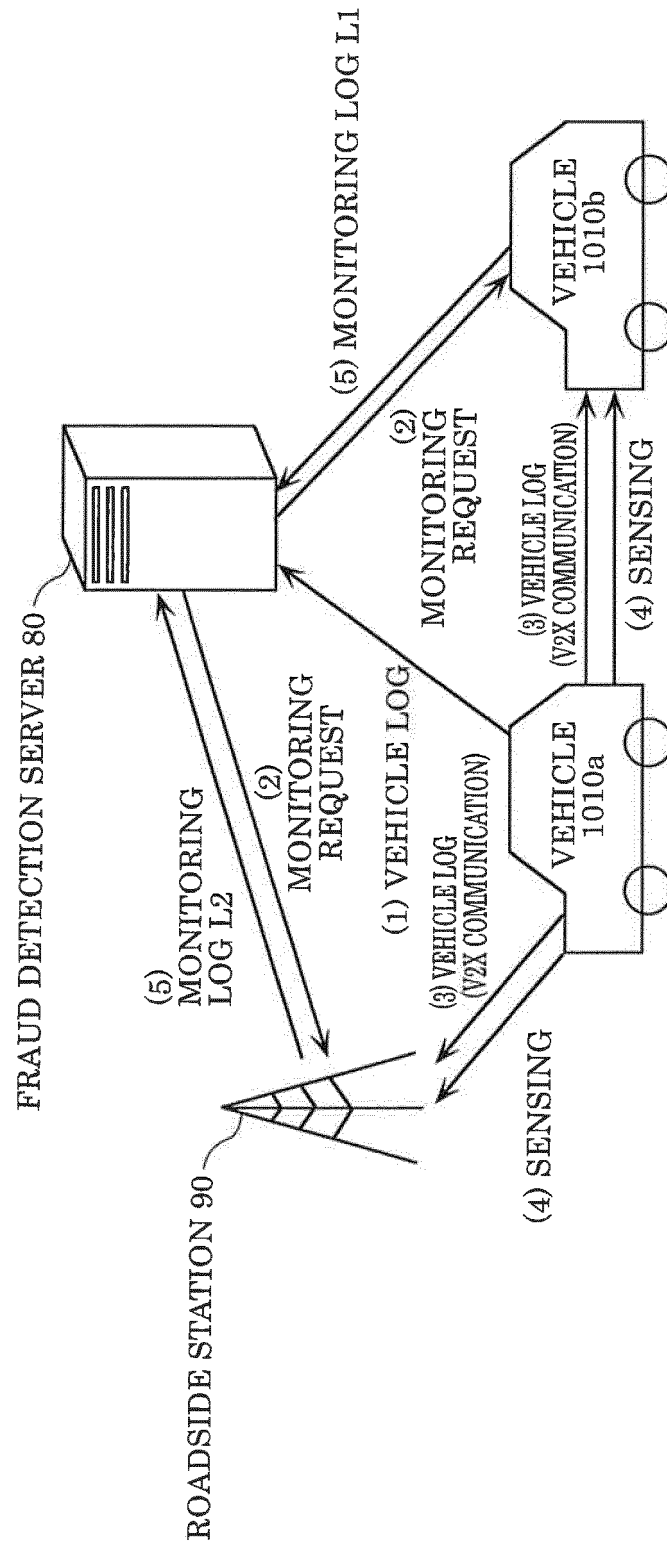 FRAUD DETECTION SERVER 80
ROADSIDE STATION 90
(5)
MONITORING
LOG L2
(2)
MONITORING
REQUEST
(1) VEHICLE LOG
(5) MONITORING LOG L1
(2)
MONITORING
REQUEST
(3) VEHICLE LOG
(V2X COMMUNICATION)
(4) SENSING
(3) VEHICLE LOG
(V2X COMMUNICATION)
(4) SENSING
VEHICLE
1010a
VEHICLE
1010b